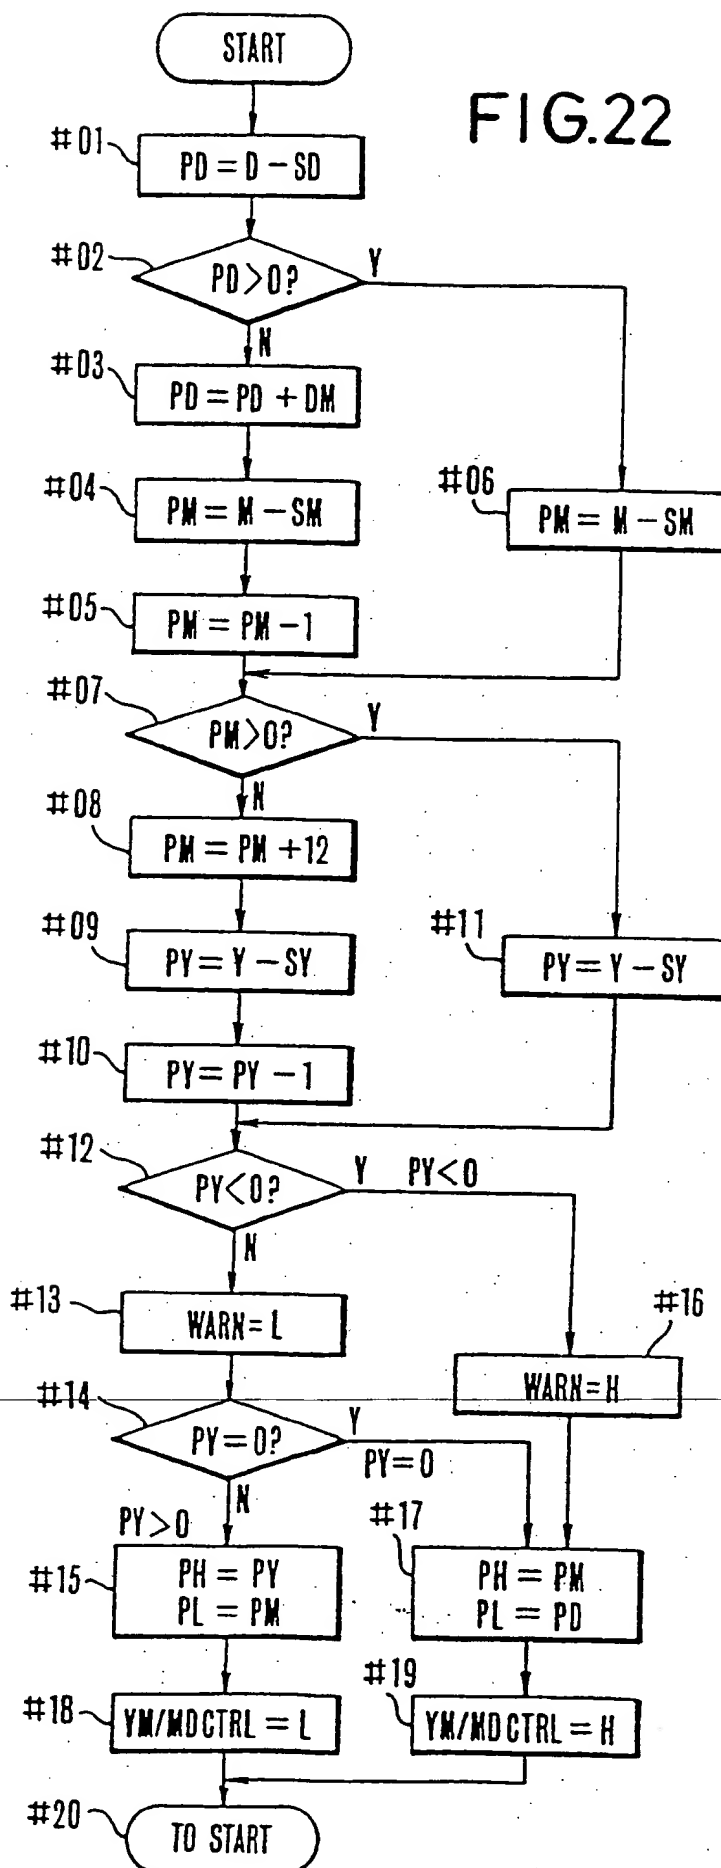 START
FIG.22
#01
PD = D - SD
#02
PD > 0?
Y
N
#03
PD = PD + DM
#04
PM = M - SM
#06
PM = M - SM
#05
PM = PM - 1
#07
PM > 0?
Y
N
#08
PM = PM + 12
#09
PY = Y - SY
#11
PY = Y - SY
#10
PY = PY - 1
#12
PY < 0?
Y PY < 0
N
#13
WARN = L
#16
WARN = H
#14
PY = 0?
Y
PY = 0
N
PY > 0
#15
PH = PY
PL = PM
#17
PH = PM
PL = PD
#18
YM/MDCTRL = L
#19
YM/MDCTRL = H
#20
TO START